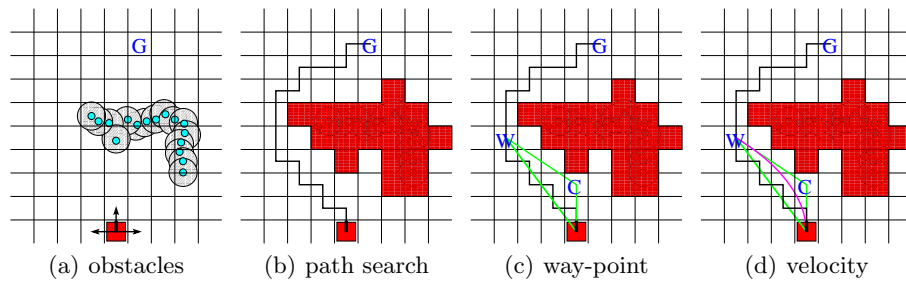 G
G
G
G
W
W
C
C
(a) obstacles
(b) path search
(c) way-point
(d) velocity